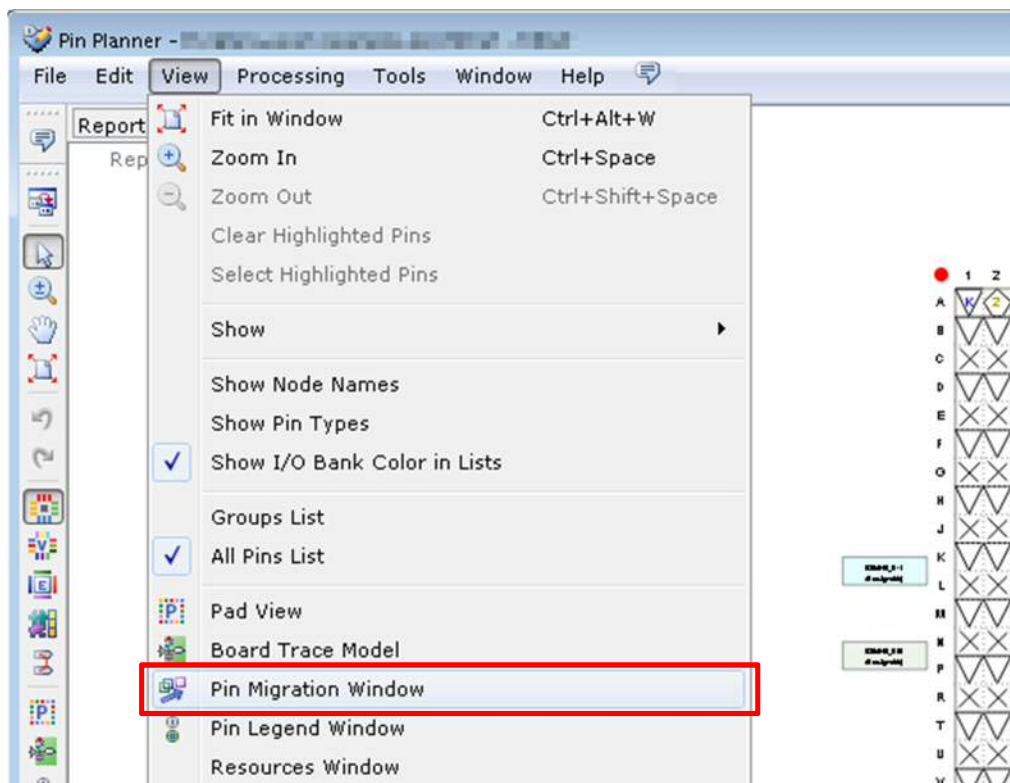 Pin Planner -
File Edit View Processing Tools Window Help
Report
Rep
Fit in Window Ctrl+Alt+W
Zoom In Ctrl+Space
Zoom Out Ctrl+Shift+Space
Clear Highlighted Pins
Select Highlighted Pins
Show
Show Node Names
Show Pin Types
Show I/O Bank Color in Lists
Groups List
All Pins List
Pad View
Board Trace Model
Pin Migration Window
Pin Legend Window
Resources Window
1 2
A K 2
B
C
D
E
F
G
H
J
K
L
M
N
P
R
T
U
V